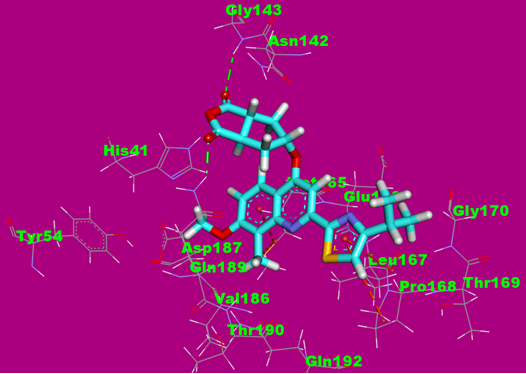 Gly143
Asn142
His41
Gly170
Tyr54
Asp187
Leu167
Gln189
Pro168
Thr169
Val186
Thr190
Gln192